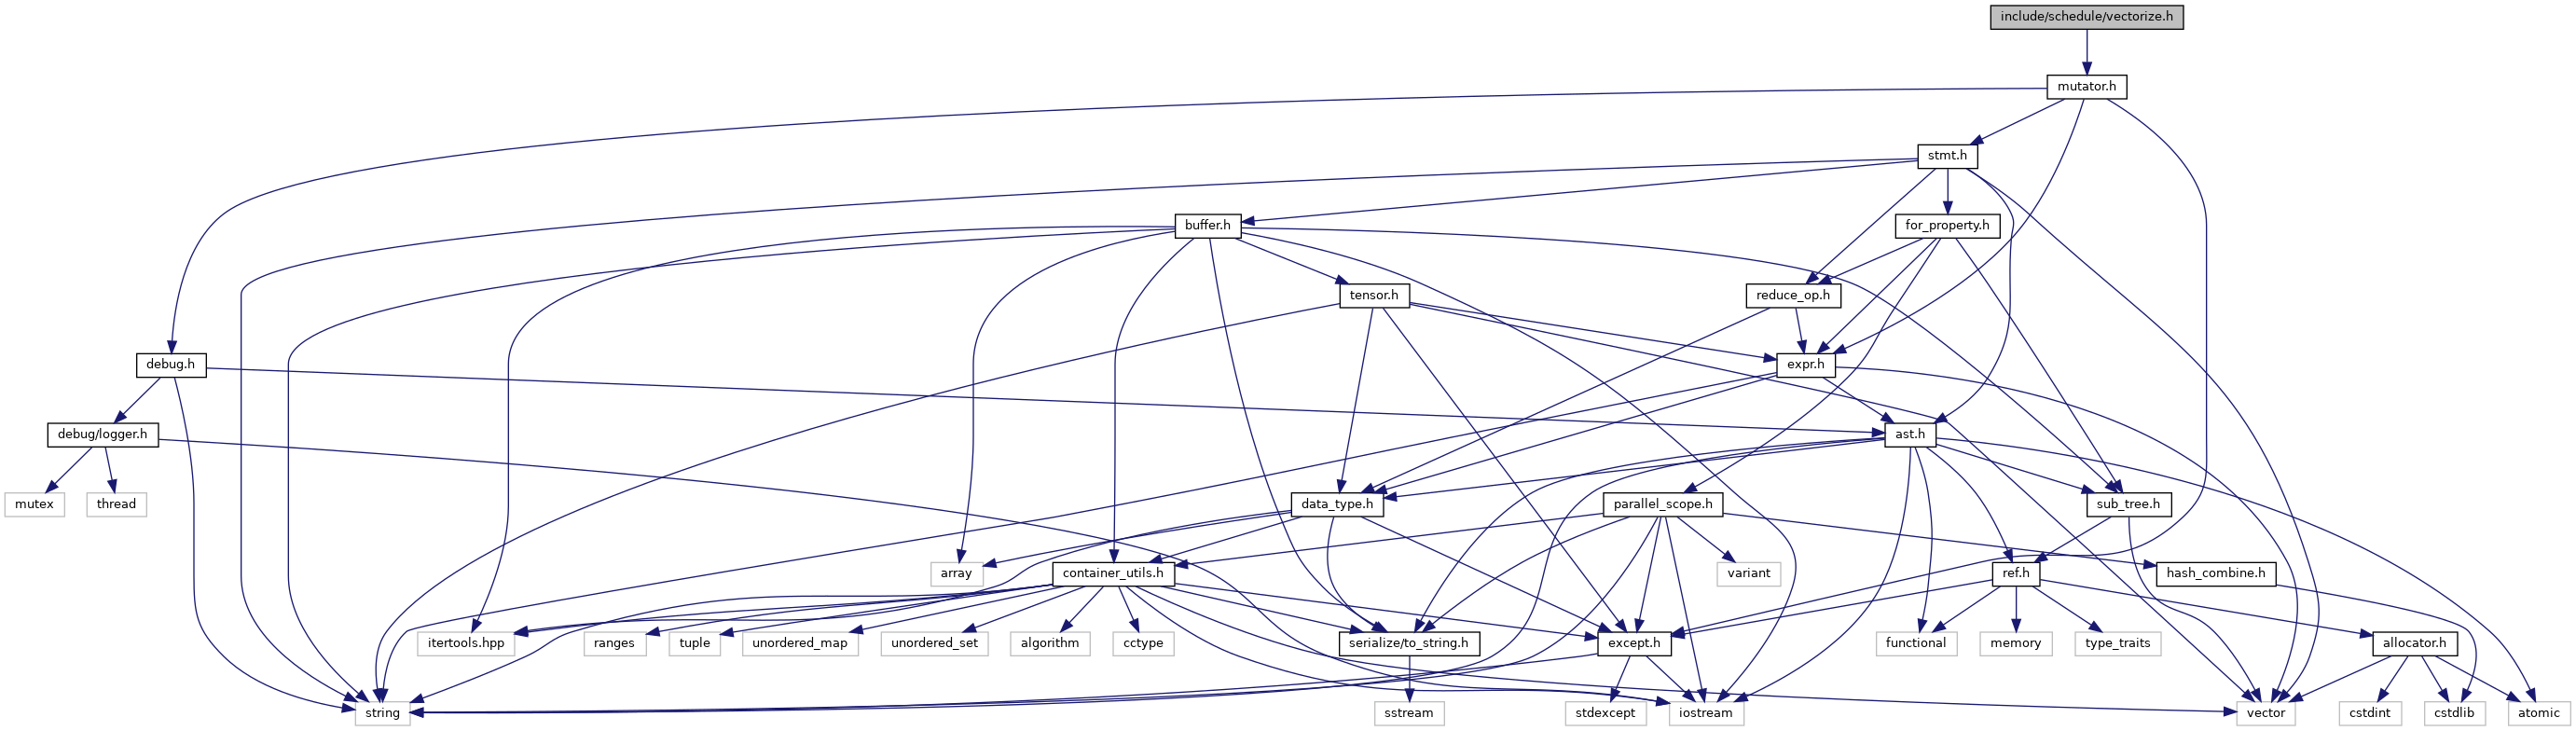 include/schedule/vectorize.h
mutator.h
stmt.h
buffer.h
for_property.h
tensor.h
reduce_op.h
debug.h
expr.h
debug/logger.h
ast.h
mutex
thread
data_type.h
parallel_scope.h
sub_tree.h
array
container_utils.h
variant
ref.h
hash_combine.h
itertools.hpp
ranges
tuple
unordered_map
unordered_set
algorithm
cctype
serialize/to_string.h
except.h
functional
memory
type_traits
allocator.h
string
sstream
stdexcept
iostream
vector
cstdint
cstdlib
atomic